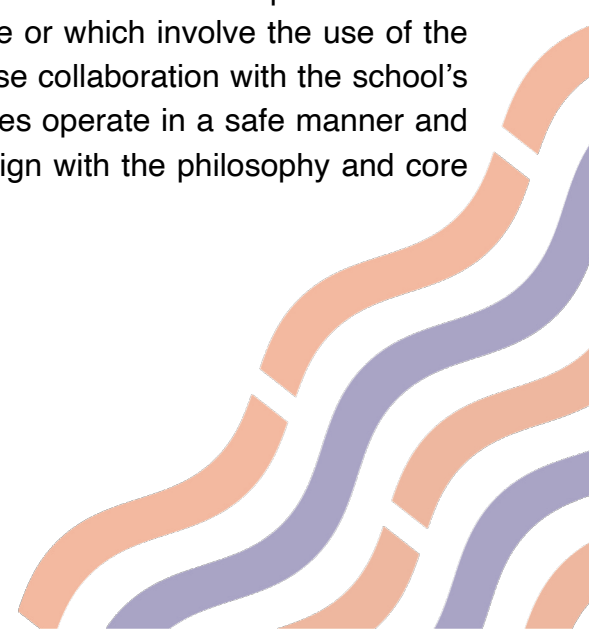 e or which involve the use of the
se collaboration with the school's
es operate in a safe manner and
ign with the philosophy and core